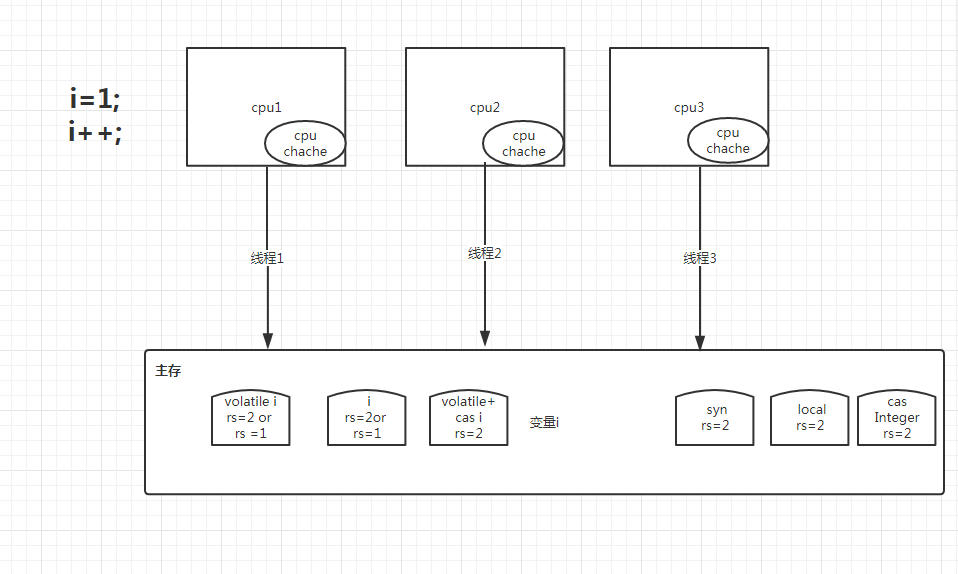 i=1;
i++;
cpu1
cpu
chache
cpu2
cpu
chache
cpu3
cpu
chache
线程1
线程2
线程3
主存
volatile i
rs=2 or
rs =1
i
rs=2or
rs=1
volatile+
cas i
rs=2
变量i
syn
rs=2
local
rs=2
cas
Integer
rs=2